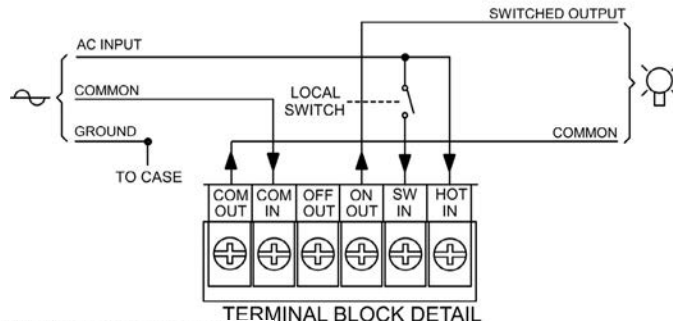 SWITCHED OUTPUT
AC INPUT
COMMON
LOCAL
SWITCH
GROUND
COMMON
TO CASE
COM OUT
COM IN
OFF OUT
ON OUT
SW IN
HOT IN
TERMINAL BLOCK DETAIL